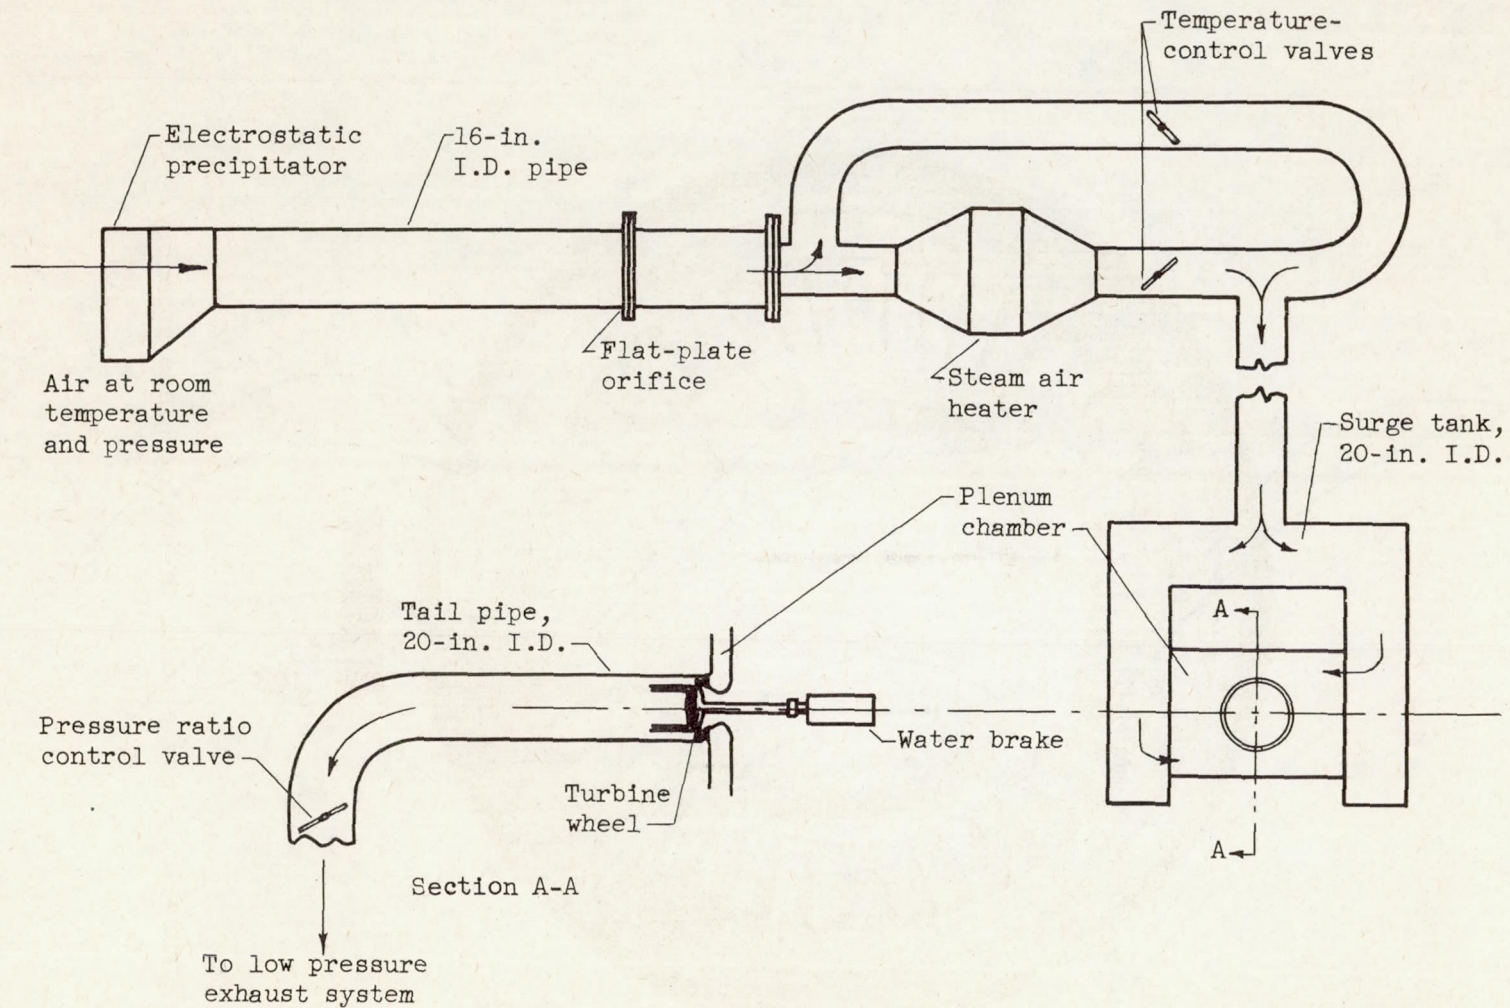 Temperature-
control valves
Electrostatic
precipitator
16-in.
I.D. pipe
Flat-plate
orifice
Steam air
heater
Air at room
temperature
and pressure
Surge tank,
20-in. I.D.
Plenum
chamber
Tail pipe,
20-in. I.D.
A
Pressure ratio
control valve
Water brake
Turbine
wheel
A
Section A-A
To low pressure
exhaust system